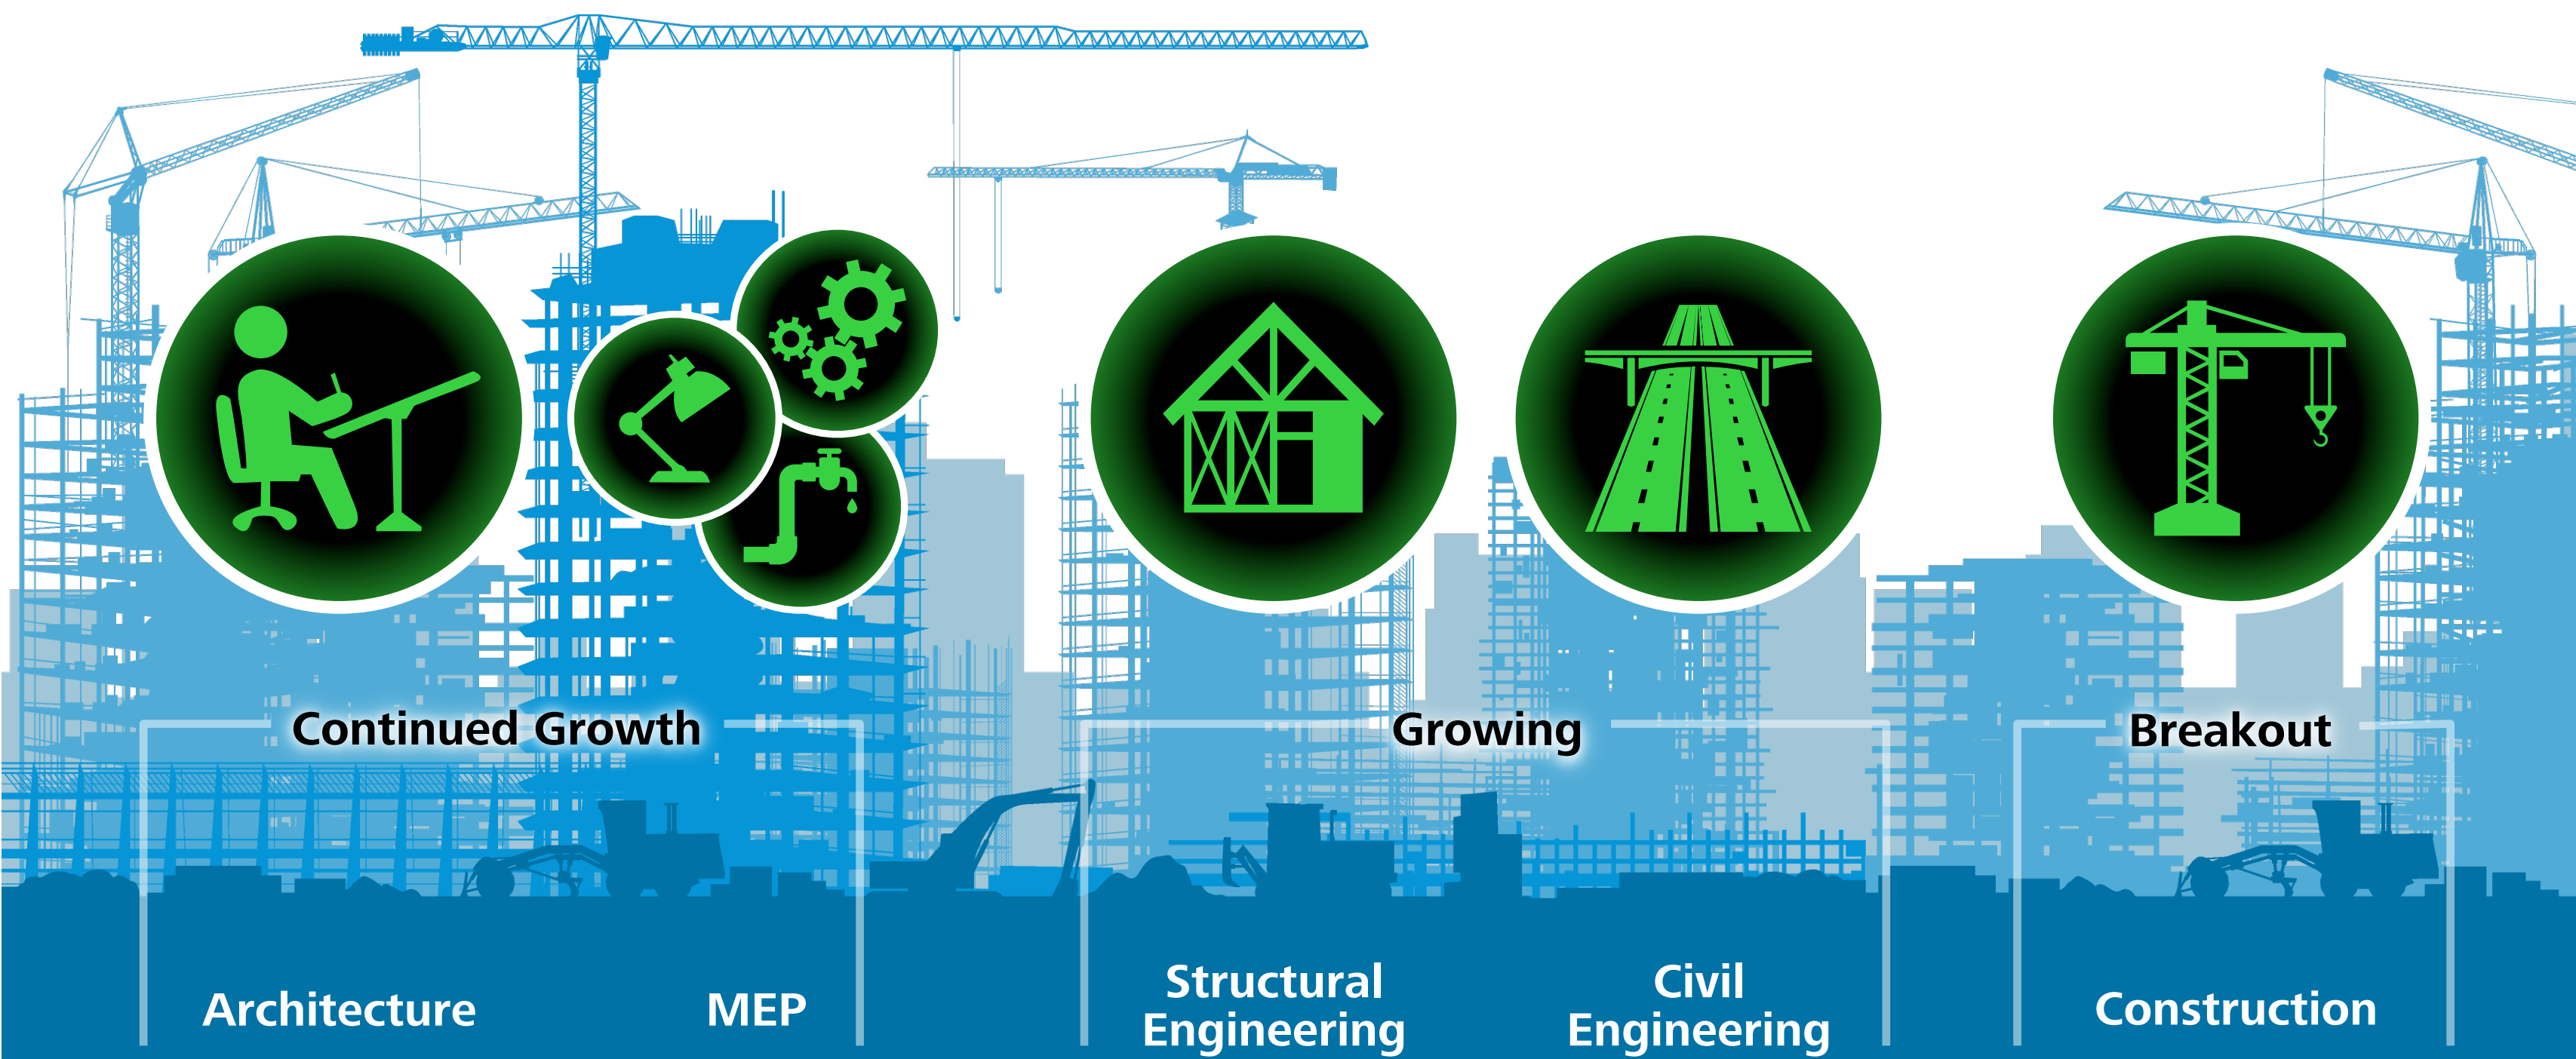 Continued Growth
Growing
Breakout
Architecture
MEP
Structural
Engineering
Civil
Engineering
Construction